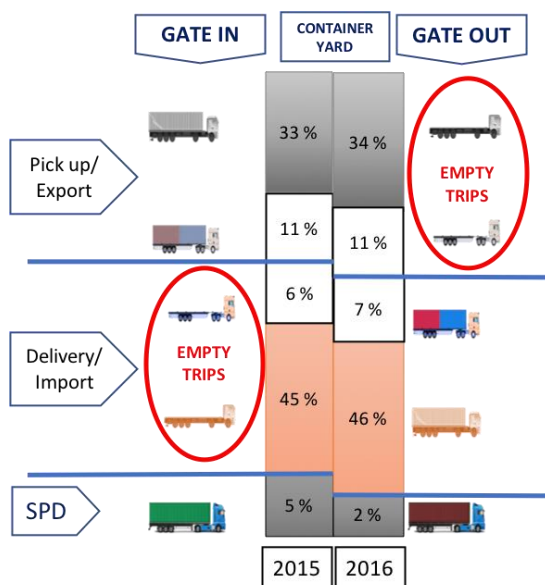 GATE IN
CONTAINER
YARD
GATE OUT
Pick up/
Export
33 %
34 %
EMPTY
TRIPS
11 %
11 %
6 %
7 %
Delivery/
Import
EMPTY
TRIPS
45 %
46 %
SPD
5 %
2 %
2015
2016